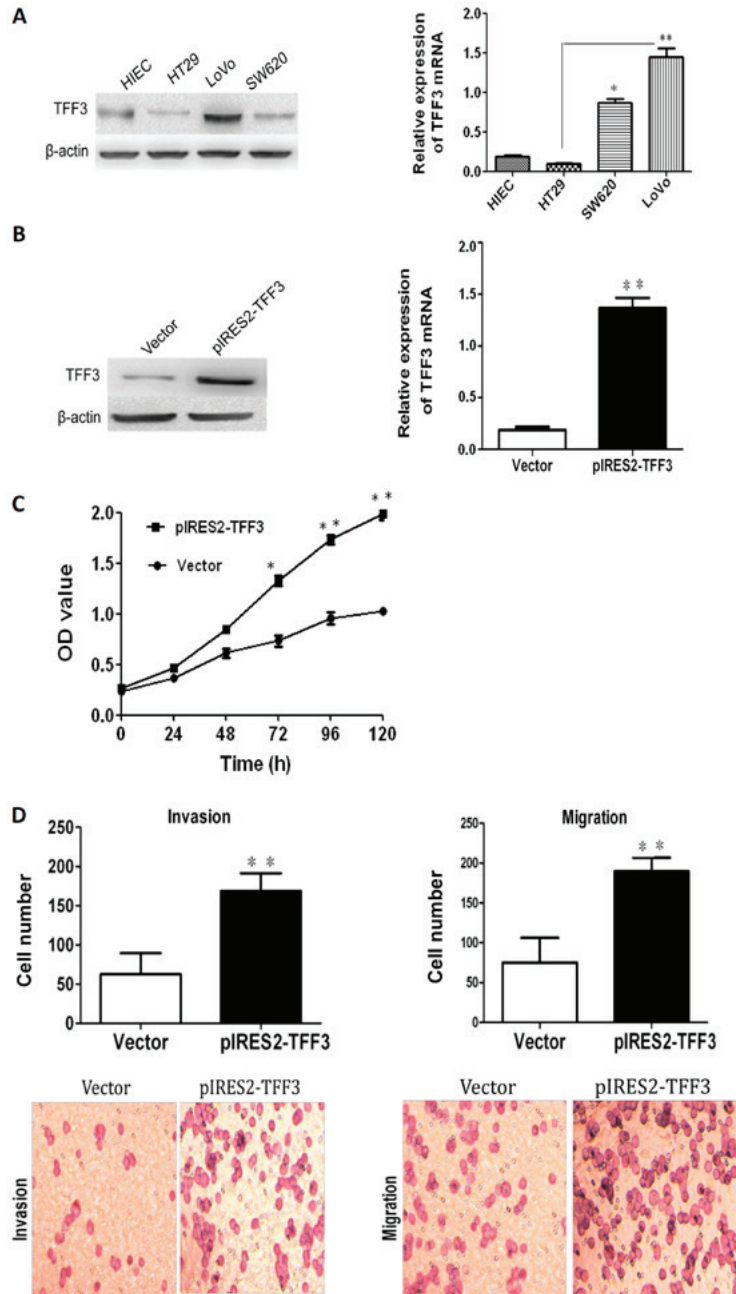 A
HIEC HT29 LoVo SW620
TFF3
β-actin
Relative expression
of TFF3 mRNA
2.0
1.5
1.0
0.5
0.0
*
**
HIEC HT29 SW620 LoVo
B
Vector pIRES2-TFF3
TFF3
β-actin
Relative expression
of TFF3 mRNA
2.0
1.5
1.0
0.5
0.0
**
Vector pIRES2-TFF3
C
OD value
2.0
1.5
1.0
0.5
0.0
pIRES2-TFF3
Vector
*
**
**
0 24 48 72 96 120
Time (h)
D
Invasion
Cell number
250
200
150
100
50
0
**
Vector pIRES2-TFF3
Migration
Cell number
250
200
150
100
50
0
**
Vector pIRES2-TFF3
Vector pIRES2-TFF3
Invasion
Vector pIRES2-TFF3
Migration